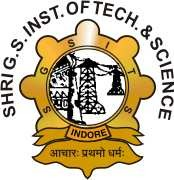 SHRI G.S. INST. OF TECH. & SCIENCE
S G S I T S
INDORE
आचारः प्रथमो धर्मः